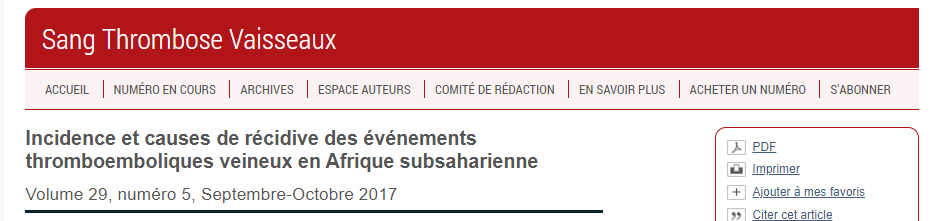 Sang Thrombose Vaisseaux
ACCUEIL NUMÉRO EN COURS ARCHIVES ESPACE AUTEURS COMITÉ DE RÉDACTION EN SAVOIR PLUS ACHETER UN NUMÉRO S'ABONNER
Incidence et causes de récidive des événements
thromboemboliques veineux en Afrique subsaharienne
Volume 29, numéro 5, Septembre-Octobre 2017
PDF
Imprimer
Ajouter à mes favoris
Citer cet article